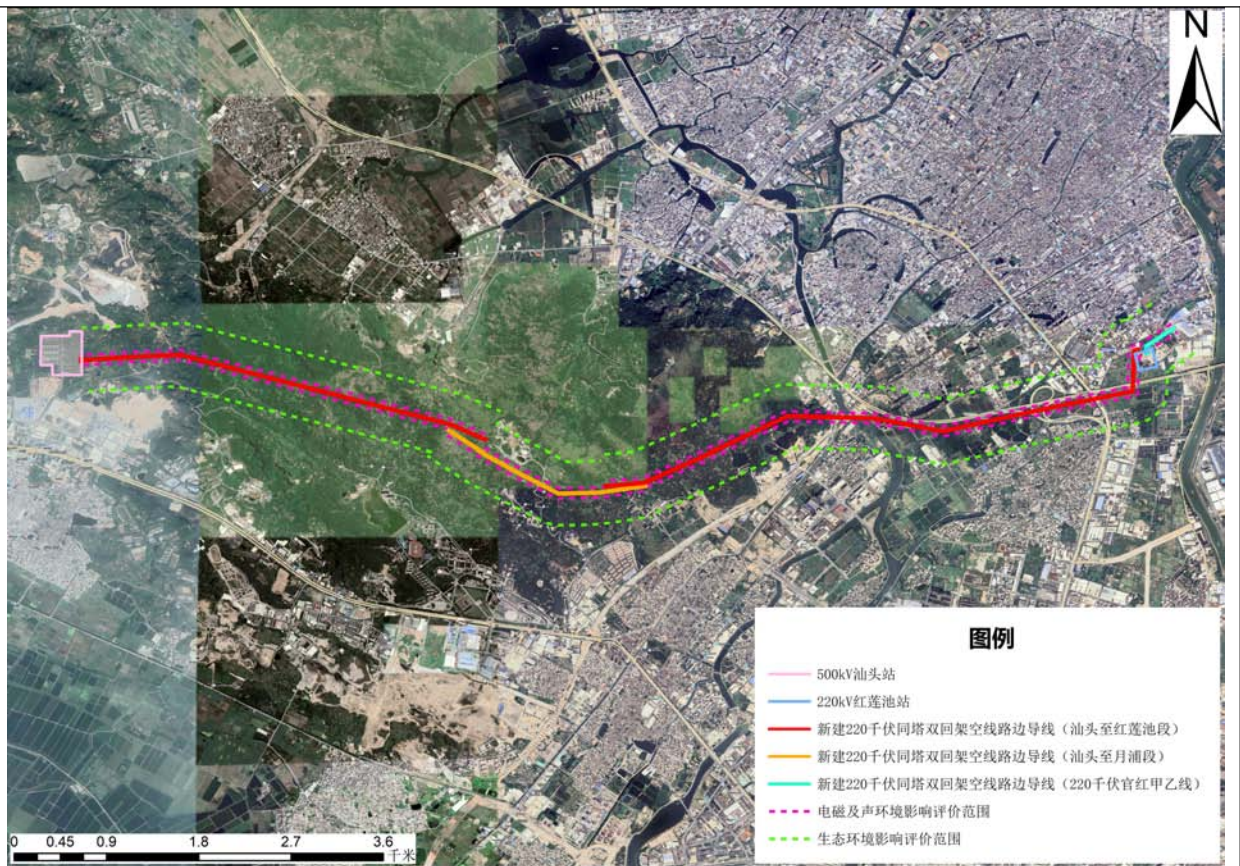 N
图例
500kV汕头站
220kV红莲池站
新建220千伏同塔双回架空线路边导线（汕头至红莲池段）
新建220千伏同塔双回架空线路边导线（汕头至月浦段）
新建220千伏同塔双回架空线路边导线（220千伏官红甲乙线）
电磁及声环境影响评价范围
生态环境影响评价范围
0 0.45 0.9 1.8 2.7 3.6
千米